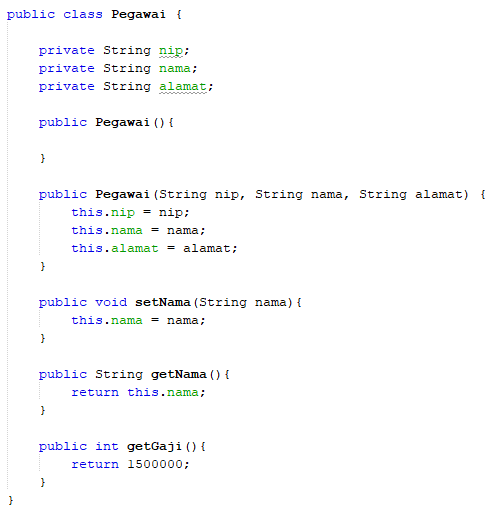 public class Pegawai {
private String nip;
private String nama;
private String alamat;
public Pegawai(){
}
public Pegawai(String nip, String nama, String alamat) {
this.nip = nip;
this.nama = nama;
this.alamat = alamat;
}
public void setNama(String nama){
this.nama = nama;
}
public String getNama(){
return this.nama;
}
public int getGaji(){
return 1500000;
}
}